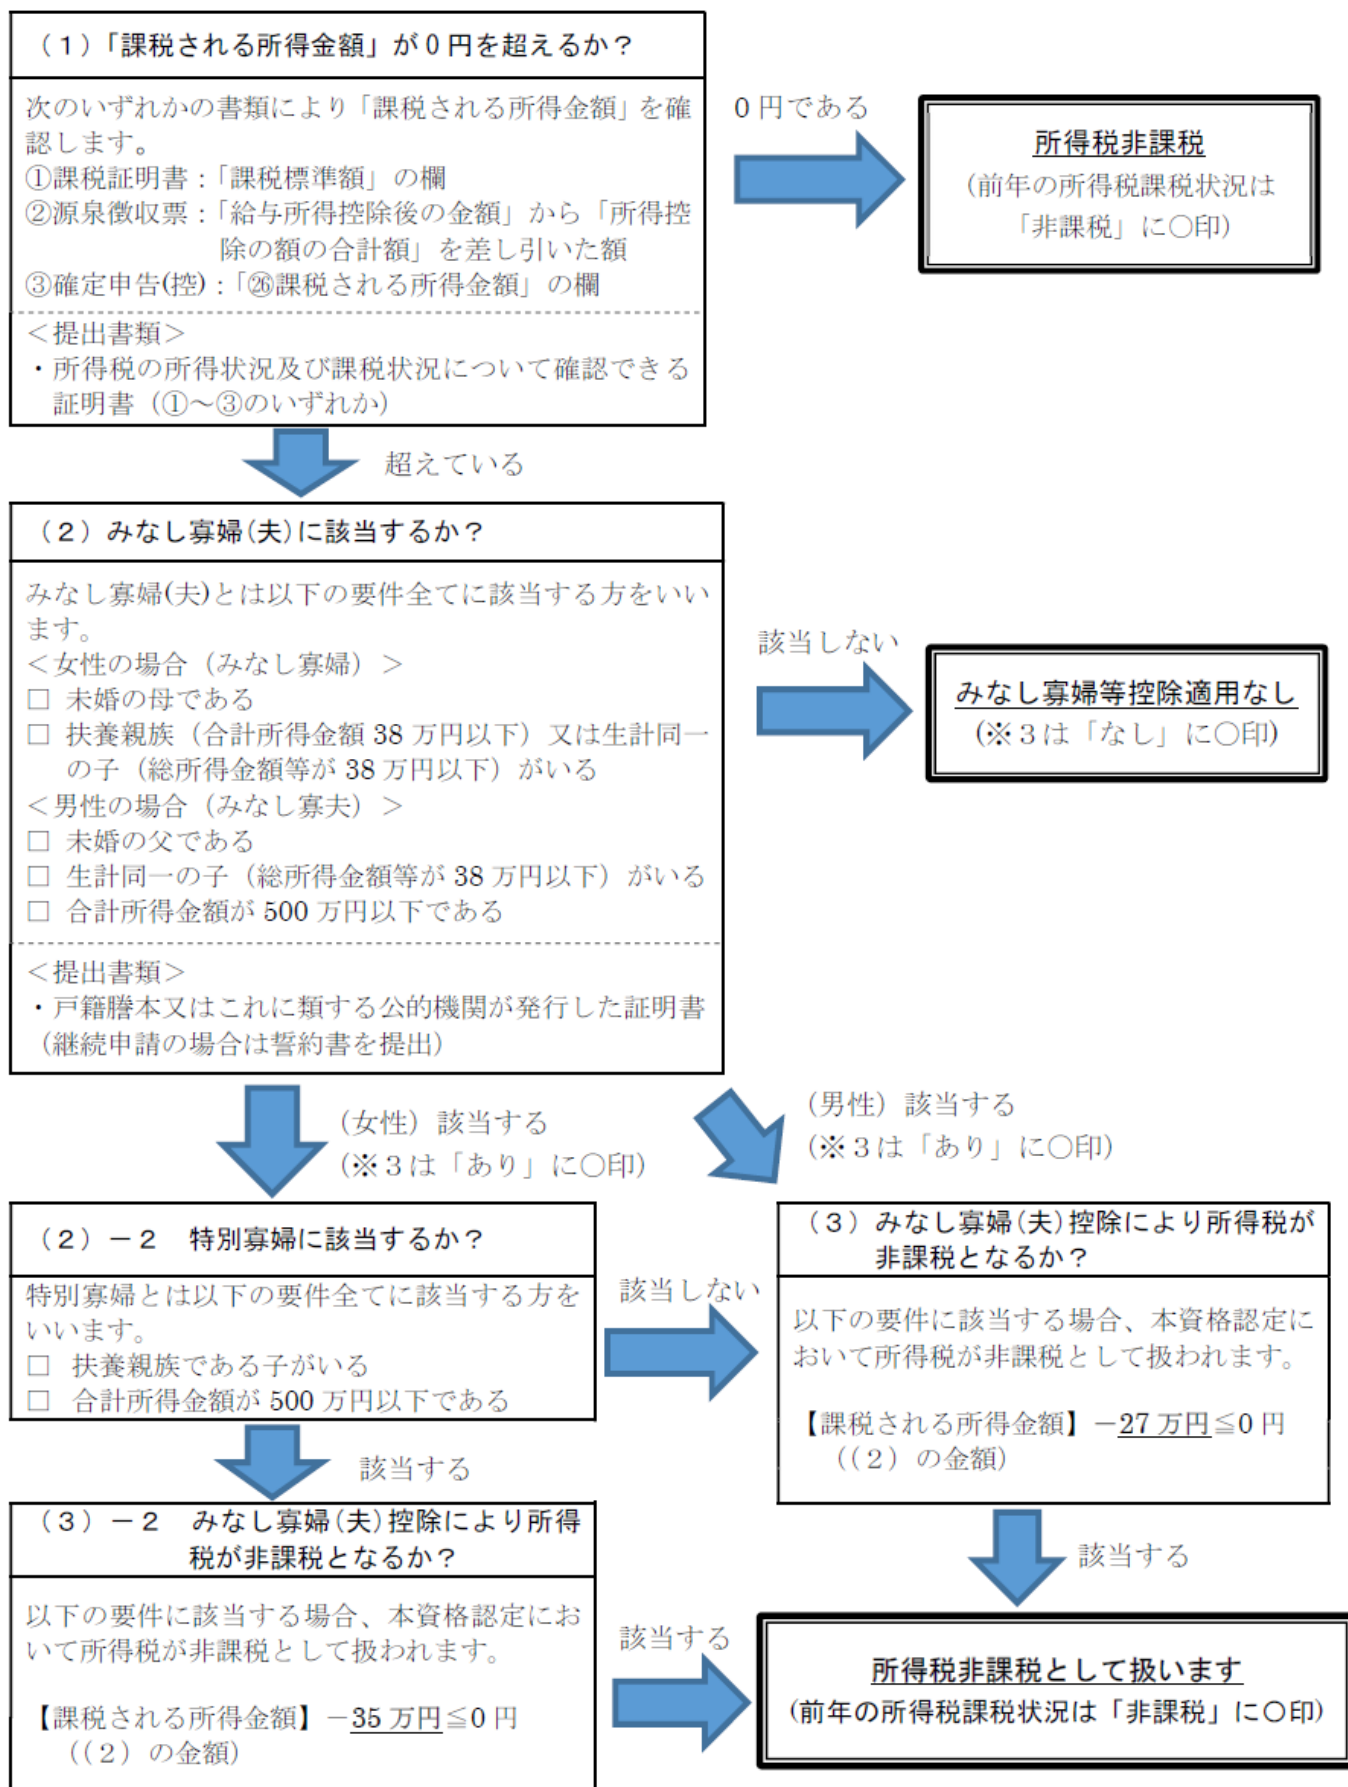 （１）「課税される所得金額」が０円を超えるか？
次のいずれかの書類により「課税される所得金額」を確
認します。
①課税証明書：「課税標準額」の欄
②源泉徴収票：「給与所得控除後の金額」から「所得控
除の額の合計額」を差し引いた額
③確定申告(控)：「㉖課税される所得金額」の欄
＜提出書類＞
・所得税の所得状況及び課税状況について確認できる
証明書（①～③のいずれか）
０円である
所得税非課税
(前年の所得税課税状況は
「非課税」に○印)
超えている
（２）みなし寡婦(夫)に該当するか？
みなし寡婦(夫)とは以下の要件全てに該当する方をいい
ます。
＜女性の場合（みなし寡婦）＞
□ 未婚の母である
□ 扶養親族（合計所得金額 38 万円以下）又は生計同一
の子（総所得金額等が 38 万円以下）がいる
＜男性の場合（みなし寡夫）＞
□ 未婚の父である
□ 生計同一の子（総所得金額等が 38 万円以下）がいる
□ 合計所得金額が 500 万円以下である
＜提出書類＞
・戸籍謄本又はこれに類する公的機関が発行した証明書
（継続申請の場合は誓約書を提出）
該当しない
みなし寡婦等控除適用なし
(※３は「なし」に○印)
(女性）該当する
(※３は「あり」に○印)
(男性）該当する
(※３は「あり」に○印)
（２）－２　特別寡婦に該当するか？
特別寡婦とは以下の要件全てに該当する方を
いいます。
□ 扶養親族である子がいる
□ 合計所得金額が 500 万円以下である
該当しない
（３）みなし寡婦(夫)控除により所得税が
非課税となるか？
以下の要件に該当する場合、本資格認定に
おいて所得税が非課税として扱われます。
【課税される所得金額】－27 万円≦0 円
（(２）の金額）
該当する
該当する
（３）－２　みなし寡婦(夫)控除により所得
税が非課税となるか？
以下の要件に該当する場合、本資格認定にお
いて所得税が非課税として扱われます。
【課税される所得金額】－35 万円≦0 円
（(２）の金額）
該当する
所得税非課税として扱います
(前年の所得税課税状況は「非課税」に○印)